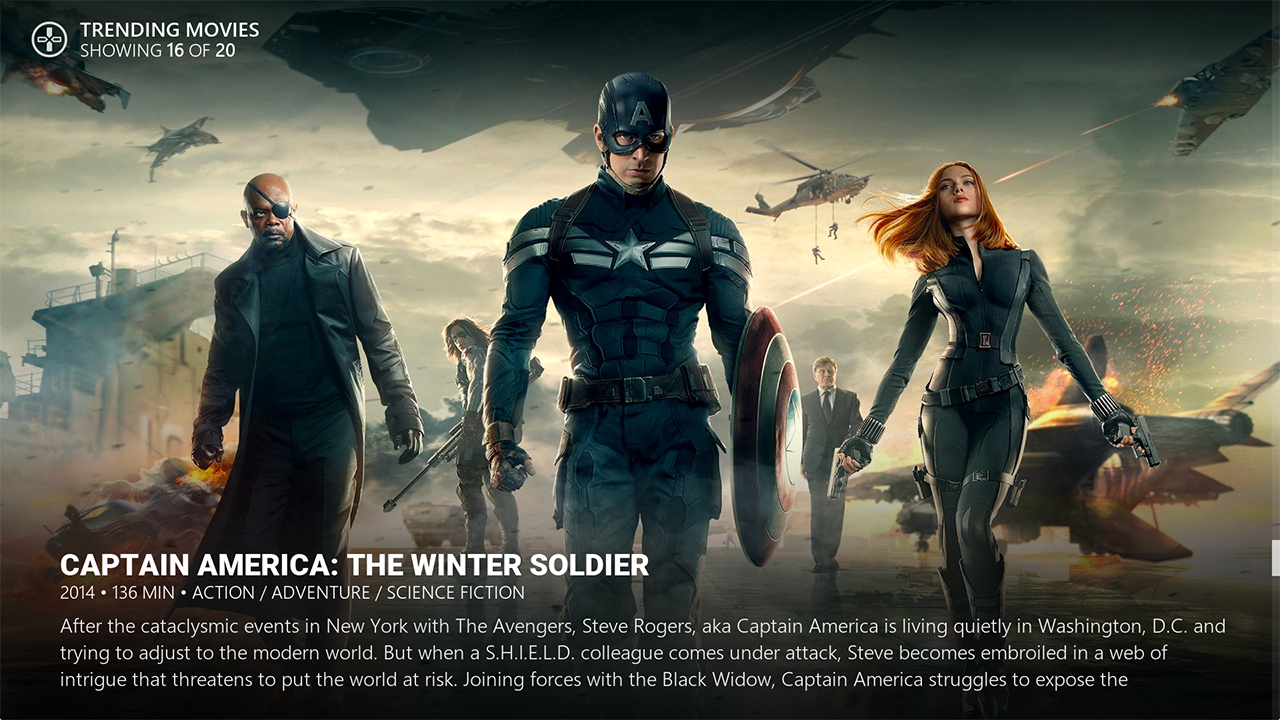 TRENDING MOVIES
SHOWING 16 OF 20
A
CAPTAIN AMERICA: THE WINTER SOLDIER
2014 • 136 MIN • ACTION / ADVENTURE / SCIENCE FICTION
After the cataclysmic events in New York with The Avengers, Steve Rogers, aka Captain America is living quietly in Washington, D.C. and
trying to adjust to the modern world. But when a S.H.I.E.L.D. colleague comes under attack, Steve becomes embroiled in a web of
intrigue that threatens to put the world at risk. Joining forces with the Black Widow, Captain America struggles to expose the